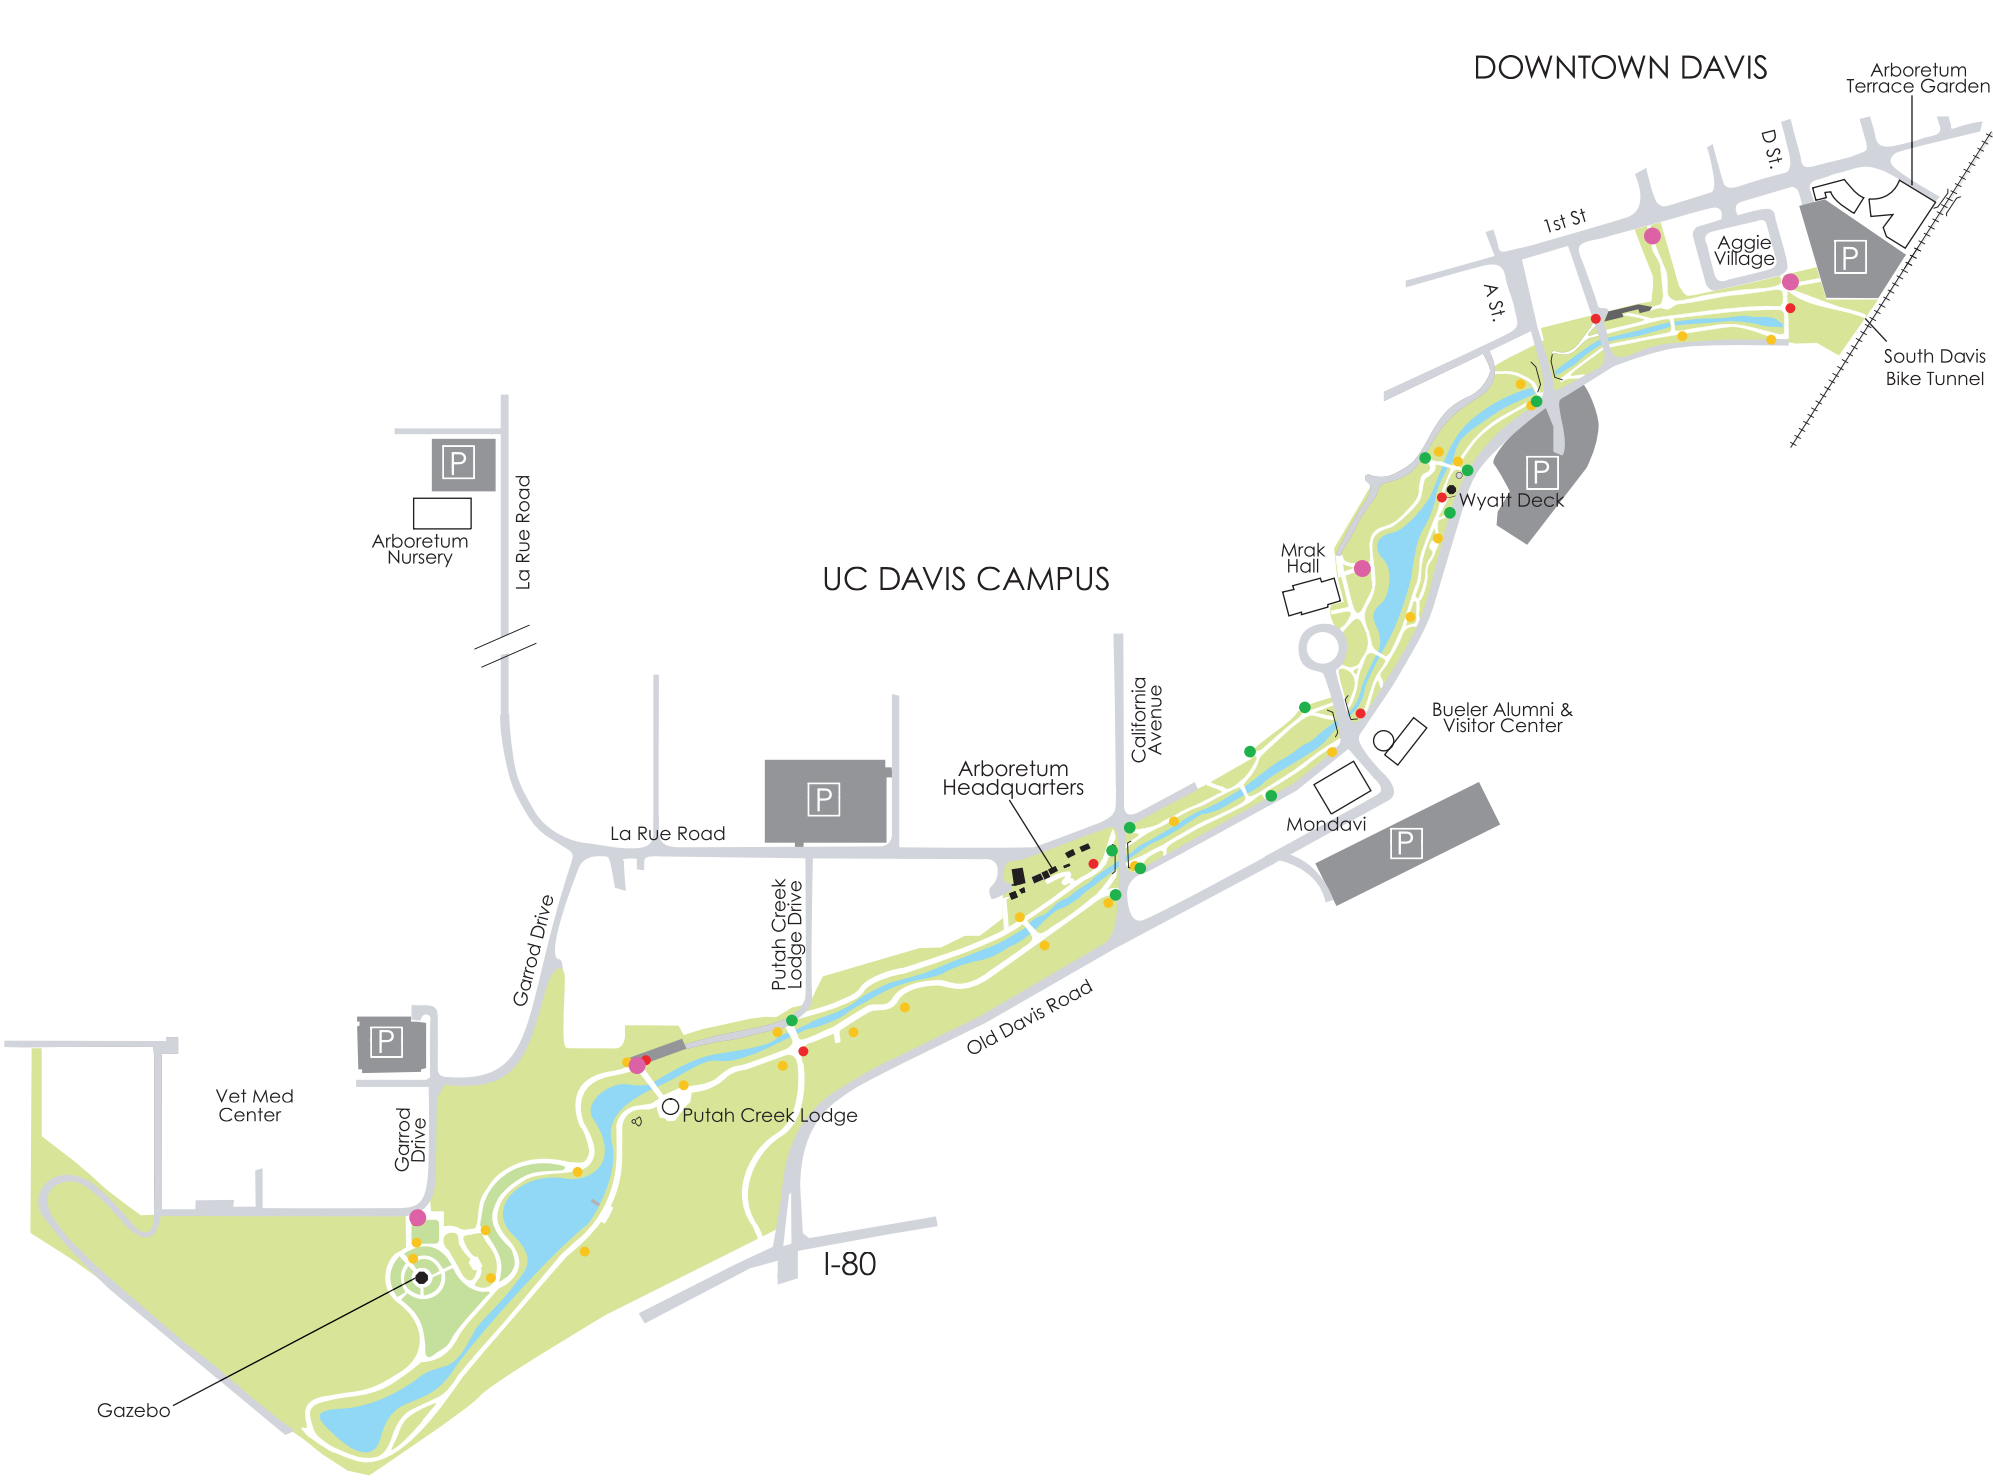 DOWNTOWN DAVIS
Arboretum
Terrace Garden
D St.
1st St
Aggie
Village
P
A St.
South Davis
Bike Tunnel
P
Arboretum
Nursery
La Rue Road
P
Wyatt Deck
UC DAVIS CAMPUS
Mrak
Hall
California
Avenue
Bueler Alumni &
Visitor Center
Arboretum
Headquarters
P
La Rue Road
Mondavi
P
Garrod Drive
Putah Creek
Lodge Drive
Old Davis Road
P
Vet Med
Center
Garrod
Drive
Putah Creek Lodge
I-80
Gazebo